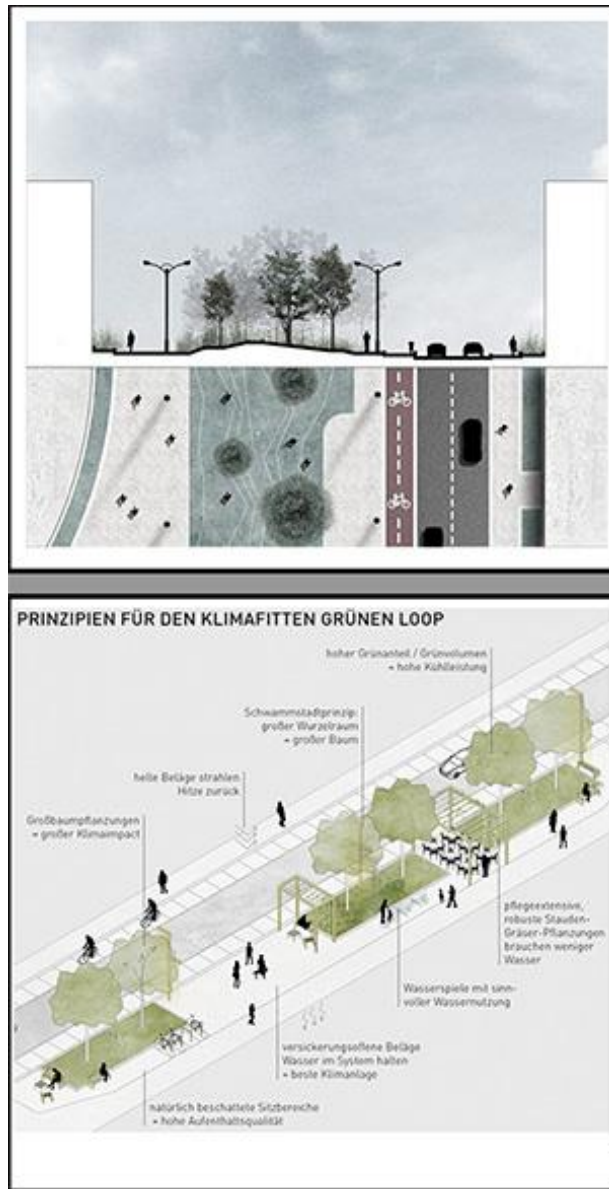 PRINZIPIEN FÜR DEN KLIMAFITTEN GRÜNEN LOOP
hoher Grünanteil / Grünvolumen
= hohe Kühlleistung
Schwammstadtprinzip:
großer Wurzelraum
= großer Baum
helle Beläge strahlen
Hitze zurück
Großbaumpflanzungen
= großer Klimaimpact
pflegeextensive,
robuste Stauden-
Gräser-Pflanzungen
brauchen weniger
Wasser
Wasserspiele mit sinn-
voller Wassernutzung
versickerungsoffene Beläge
Wasser im System halten
= beste Klimanlage
natürlich beschattete Sitzbereiche
= hohe Aufenthaltsqualität